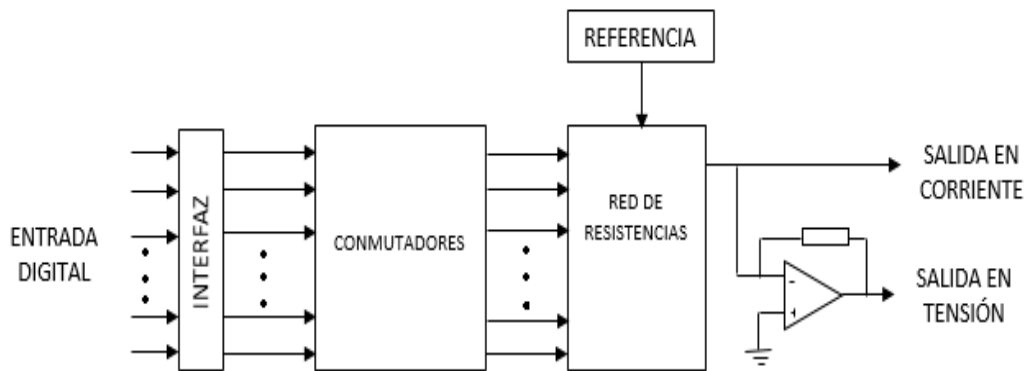 REFERENCIA
ENTRADA
DIGITAL
INTERFAZ
CONMUTADORES
RED DE
RESISTENCIAS
SALIDA EN
CORRIENTE
-
+
SALIDA EN
TENSIÓN